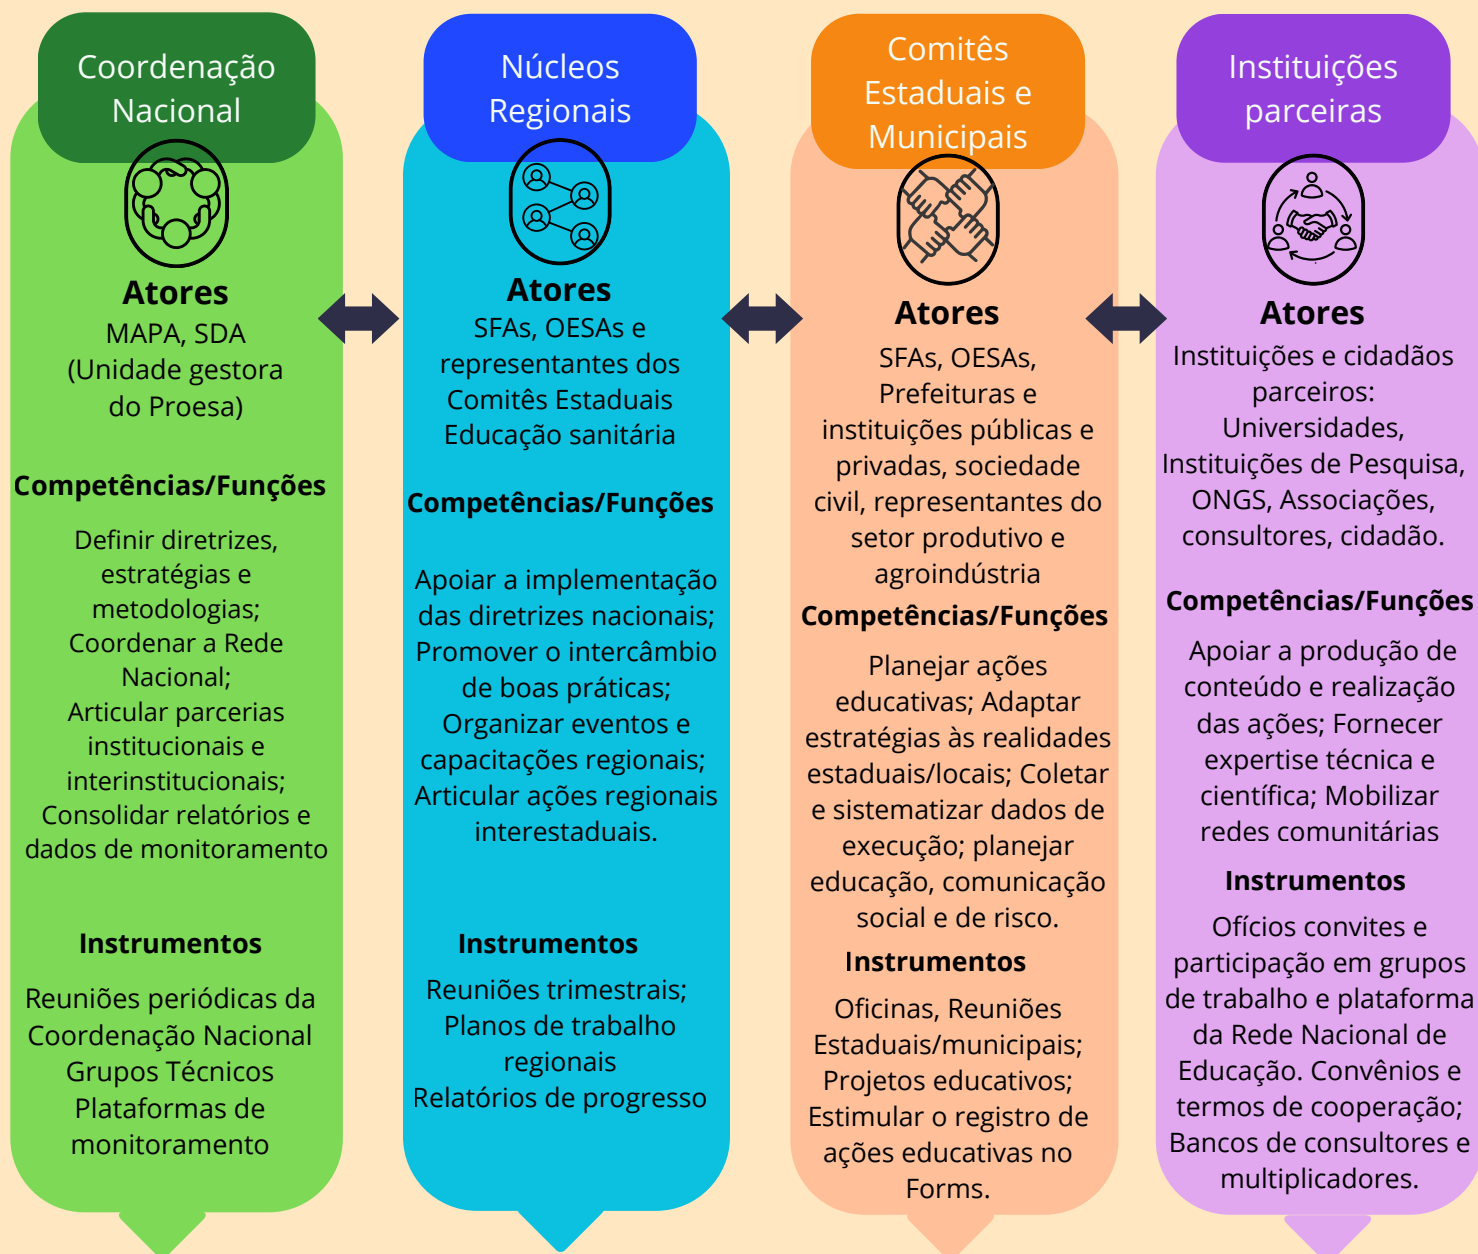 Coordenação
Nacional
Atores
MAPA, SDA
(Unidade gestora
do Proesa)
Competências/Funções
Definir diretrizes,
estratégias e
metodologias;
Coordenar a Rede
Nacional;
Articular parcerias
institucionais e
interinstitucionais;
Consolidar relatórios e
dados de monitoramento
Instrumentos
Reuniões periódicas da
Coordenação Nacional
Grupos Técnicos
Plataformas de
monitoramento
Núcleos
Regionais
Atores
SFAs, OESAs e
representantes dos
Comitês Estaduais
Educação sanitária
Competências/Funções
Apoiar a implementação
das diretrizes nacionais;
Promover o intercâmbio
de boas práticas;
Organizar eventos e
capacitações regionais;
Articular ações regionais
interestaduais.
Instrumentos
Reuniões trimestrais;
Planos de trabalho
regionais
Relatórios de progresso
Comitês
Estaduais e
Municipais
Atores
SFAs, OESAs,
Prefeituras e
instituições públicas e
privadas, sociedade
civil, representantes do
setor produtivo e
agroindústria
Competências/Funções
Planejar ações
educativas; Adaptar
estratégias às realidades
estaduais/locais; Coletar
e sistematizar dados de
execução; planejar
educação, comunicação
social e de risco.
Instrumentos
Oficinas, Reuniões
Estaduais/municipais;
Projetos educativos;
Estimular o registro de
ações educativas no
Forms.
Instituições
parceiras
Atores
Instituições e cidadãos
parceiros:
Universidades,
Instituições de Pesquisa,
ONGS, Associações,
consultores, cidadão.
Competências/Funções
Apoiar a produção de
conteúdo e realização
das ações; Fornecer
expertise técnica e
científica; Mobilizar
redes comunitárias
Instrumentos
Ofícios convites e
participação em grupos
de trabalho e plataforma
da Rede Nacional de
Educação. Convênios e
termos de cooperação;
Bancos de consultores e
multiplicadores.